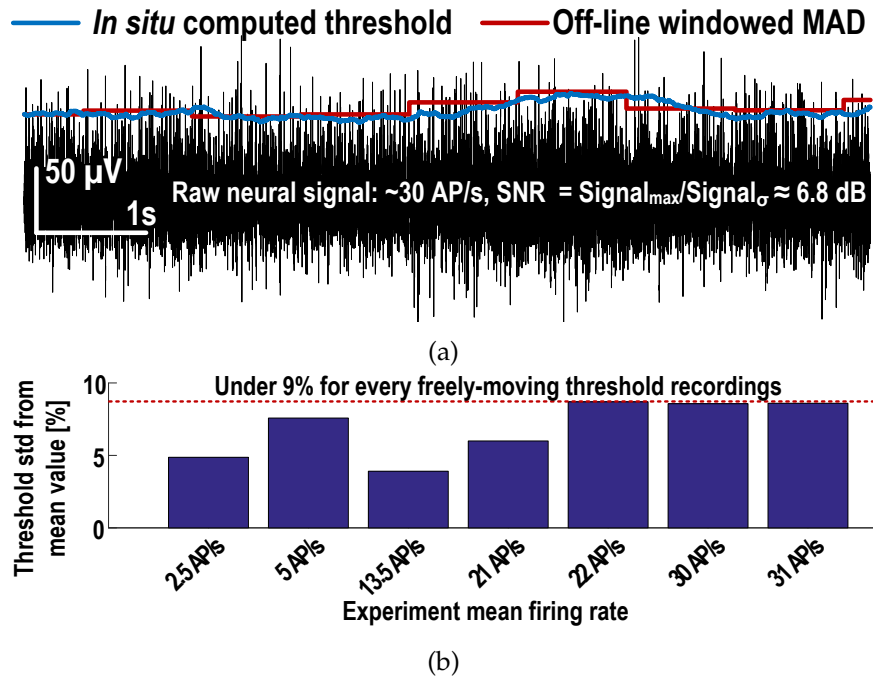 In situ computed threshold Off-line windowed MAD
50 µV
Raw neural signal: ~30 AP/s, SNR = Signalmax/Signalσ ≈ 6.8 dB
1s
(a)
Under 9% for every freely-moving threshold recordings
Threshold std from
mean value [%]
10
5
0
2.5 AP/s 5 AP/s 13.5 AP/s 21 AP/s 22 AP/s 30 AP/s 31 AP/s
Experiment mean firing rate
(b)